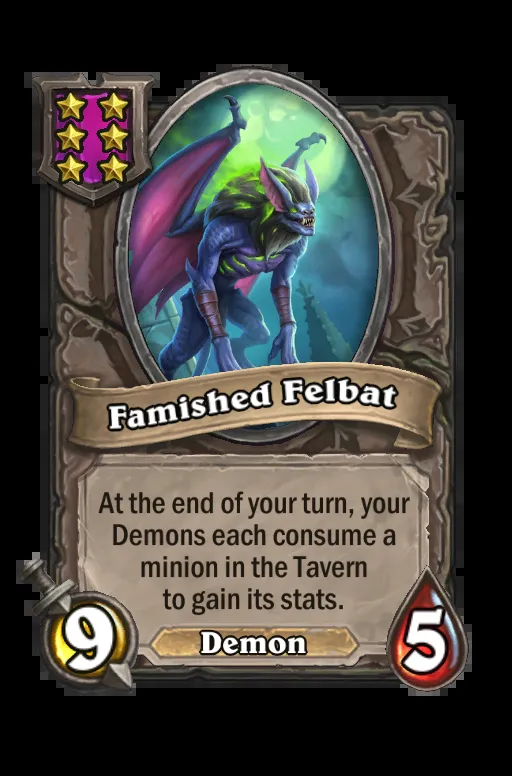 Famished Felbat
At the end of your turn, your
Demons each consume a
minion in the Tavern
to gain its stats.
9
Demon
5